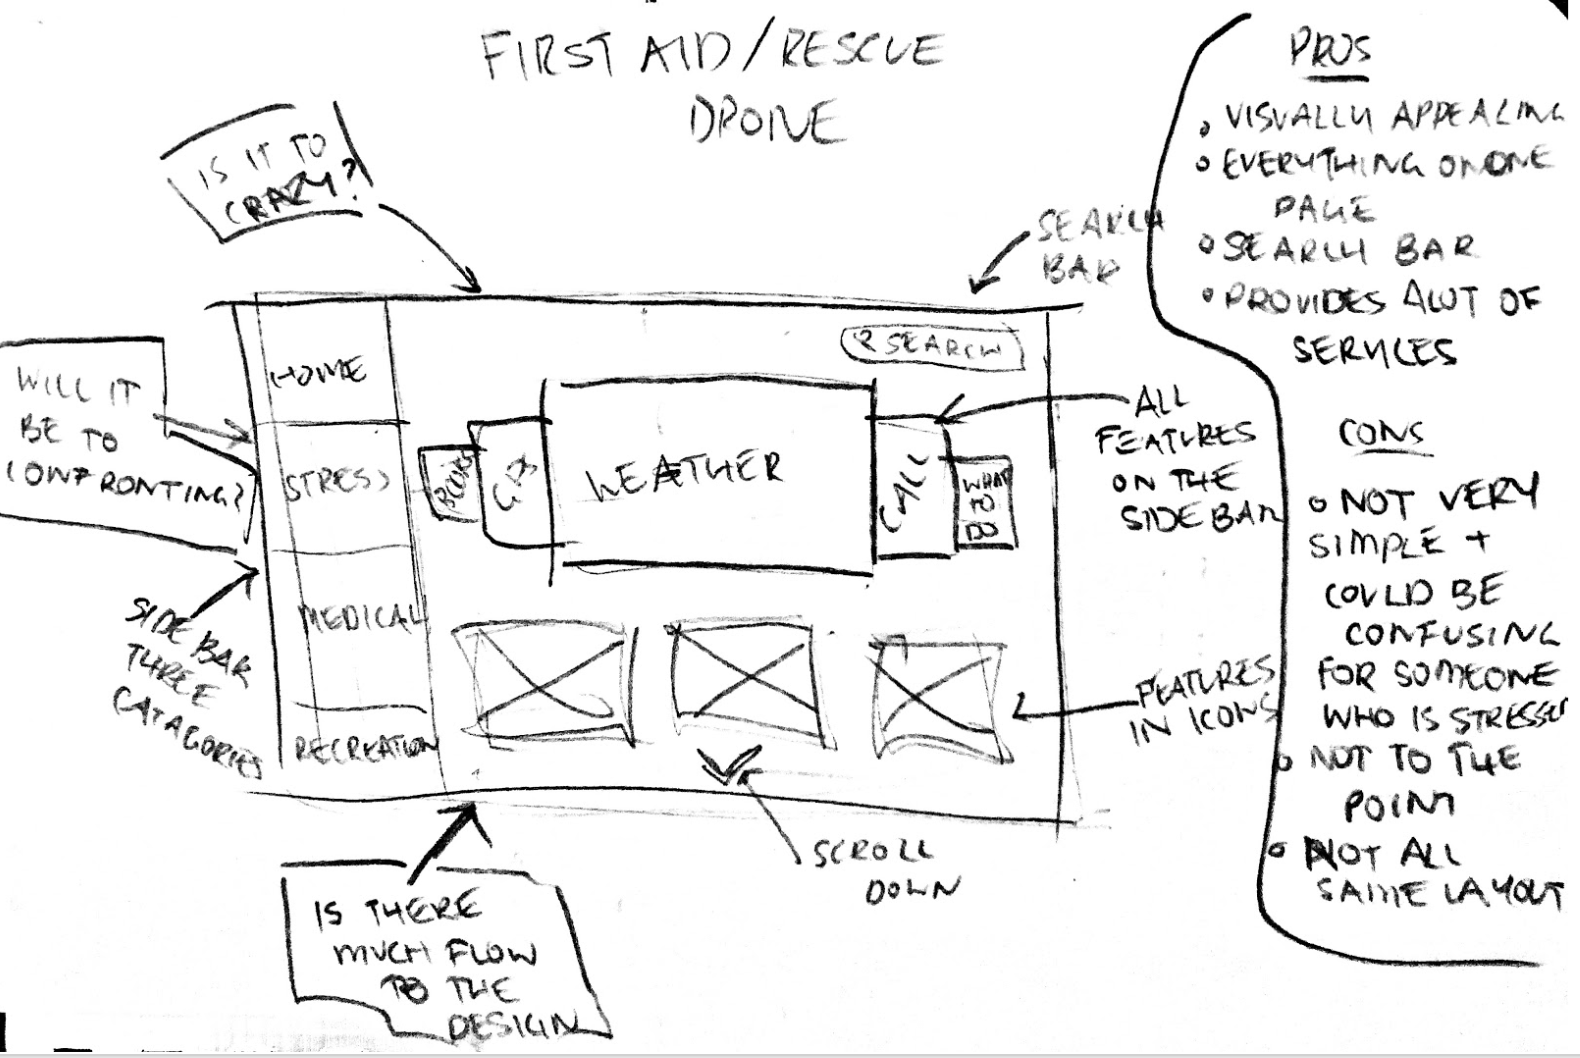 FIRST AID/RESCUE
DRONE
IS IT TO
CRAZY?
SEARCH
BAR
WILL IT
BE TO
CONFRONTING?
SIDE BAR
THREE
CATAGORIES
HOME
STRESS
MEDICAL
RECREATION
SEARCH
WEATHER
CALL
WHAT
TO
DO
ALL
FEATURES
ON THE
SIDE BAR
FEATURES
IN ICONS
SCROLL
DOWN
IS THERE
MUCH FLOW
TO THE
DESIGN
PROS
VISUALLY APPEALING
EVERYTHING ON ONE
PAGE
SEARCH BAR
PROVIDES ALOT OF
SERVICES
CONS
NOT VERY
SIMPLE +
COULD BE
CONFUSING
FOR SOMEONE
WHO IS STRESSED
NOT TO THE
POINT
NOT ALL
SAME LAYOUT